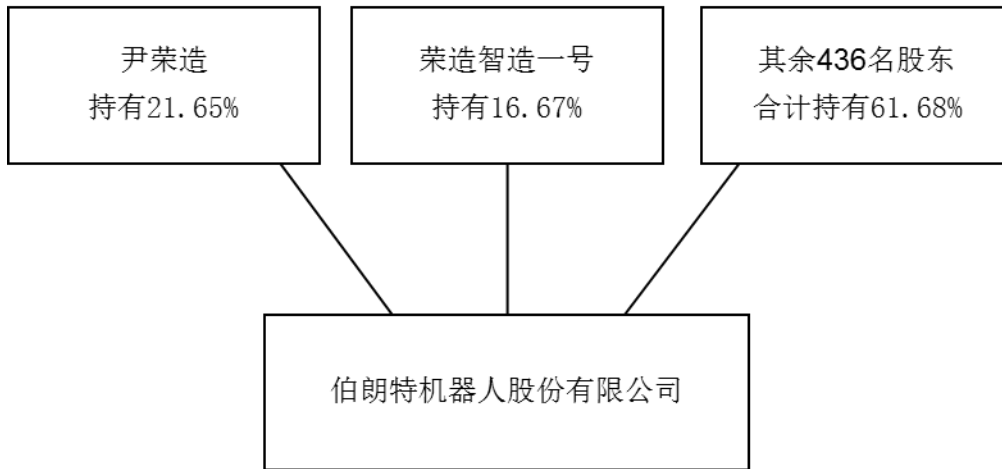 尹荣造
持有21.65%
荣造智造一号
持有16.67%
其余436名股东
合计持有61.68%
伯朗特机器人股份有限公司